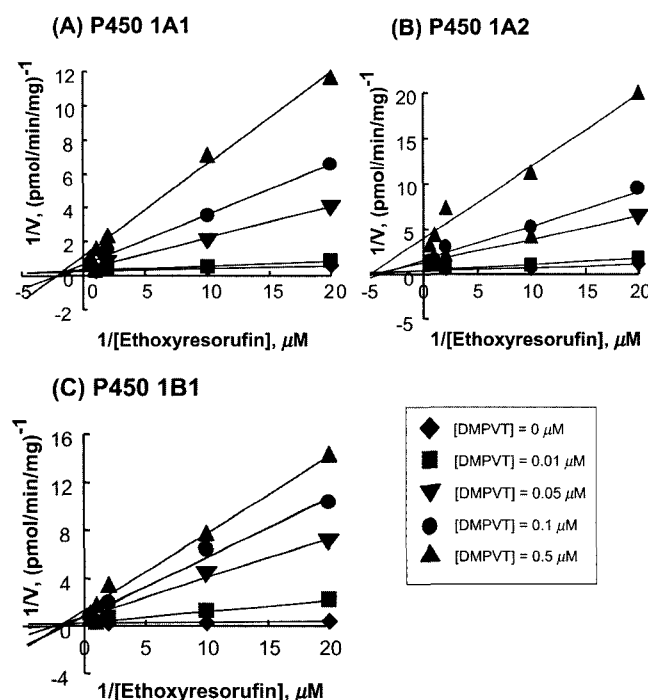 (A) P450 1A1
1/V, (pmol/min/mg)⁻¹
12
10
8
6
4
2
0
-2
-5
0
5
10
15
20
1/[Ethoxyresorufin], µM
(B) P450 1A2
1/V, (pmol/min/mg)⁻¹
20
15
10
5
0
-5
-5
0
5
10
15
20
1/[Ethoxyresorufin], µM
(C) P450 1B1
1/V, (pmol/min/mg)⁻¹
16
12
8
4
0
-4
-5
0
5
10
15
20
1/[Ethoxyresorufin], µM
[DMPVT] = 0 µM
[DMPVT] = 0.01 µM
[DMPVT] = 0.05 µM
[DMPVT] = 0.1 µM
[DMPVT] = 0.5 µM